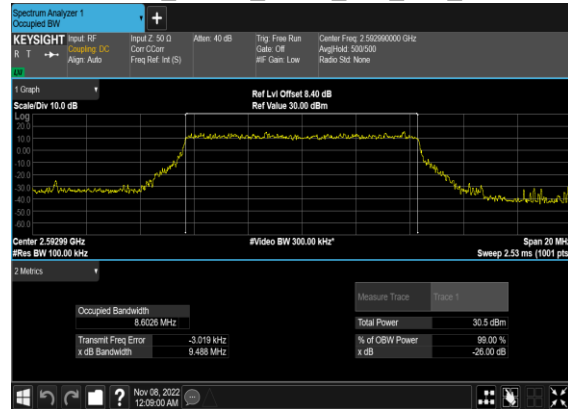 Spectrum Analyzer 1
Occupied BW
+
KEYSIGHT Input: RF Input Z: 50 Ω Atten: 40 dB Trig: Free Run Center Freq: 2.592990000 GHz
R T Coupling: DC Corr CCorr Gate: Off Avg|Hold: 500/500
Align: Auto Freq Ref: Int (S) #IF Gain: Low Radio Std: None
LW
1 Graph
Ref Lvl Offset 8.40 dB
Scale/Div 10.0 dB Ref Value 30.00 dBm
Log
20.0
10.0
0.00
-10.0
-20.0
-30.0
-40.0
-50.0
-60.0
Center 2.59299 GHz #Video BW 300.00 kHz* Span 20 MHz
#Res BW 100.00 kHz Sweep 2.53 ms (1001 pts
2 Metrics
Measure Trace Trace 1
Occupied Bandwidth
8.6026 MHz Total Power 30.5 dBm
Transmit Freq Error -3.019 kHz % of OBW Power 99.00 %
x dB Bandwidth 9.488 MHz x dB -26.00 dB
?
Nov 08, 2022
12:09:00 AM